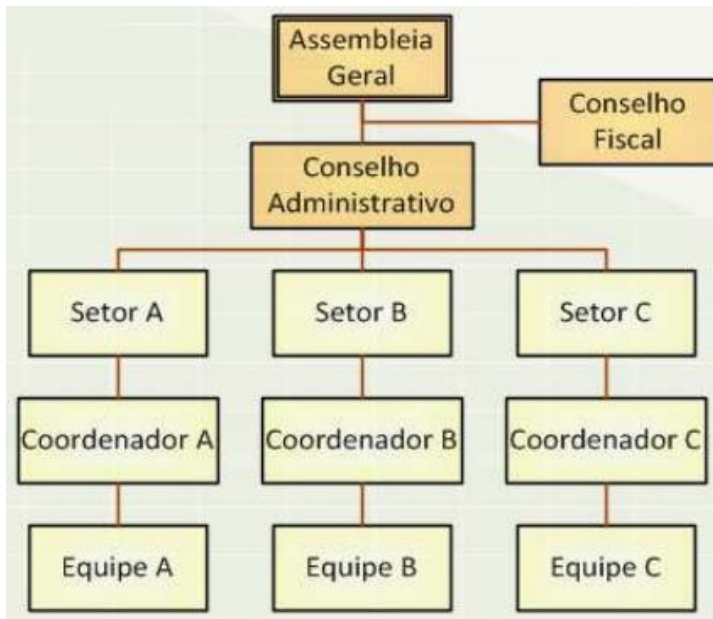 Assembleia
Geral
Conselho
Fiscal
Conselho
Administrativo
Setor A
Setor B
Setor C
Coordenador A
Coordenador B
Coordenador C
Equipe A
Equipe B
Equipe C